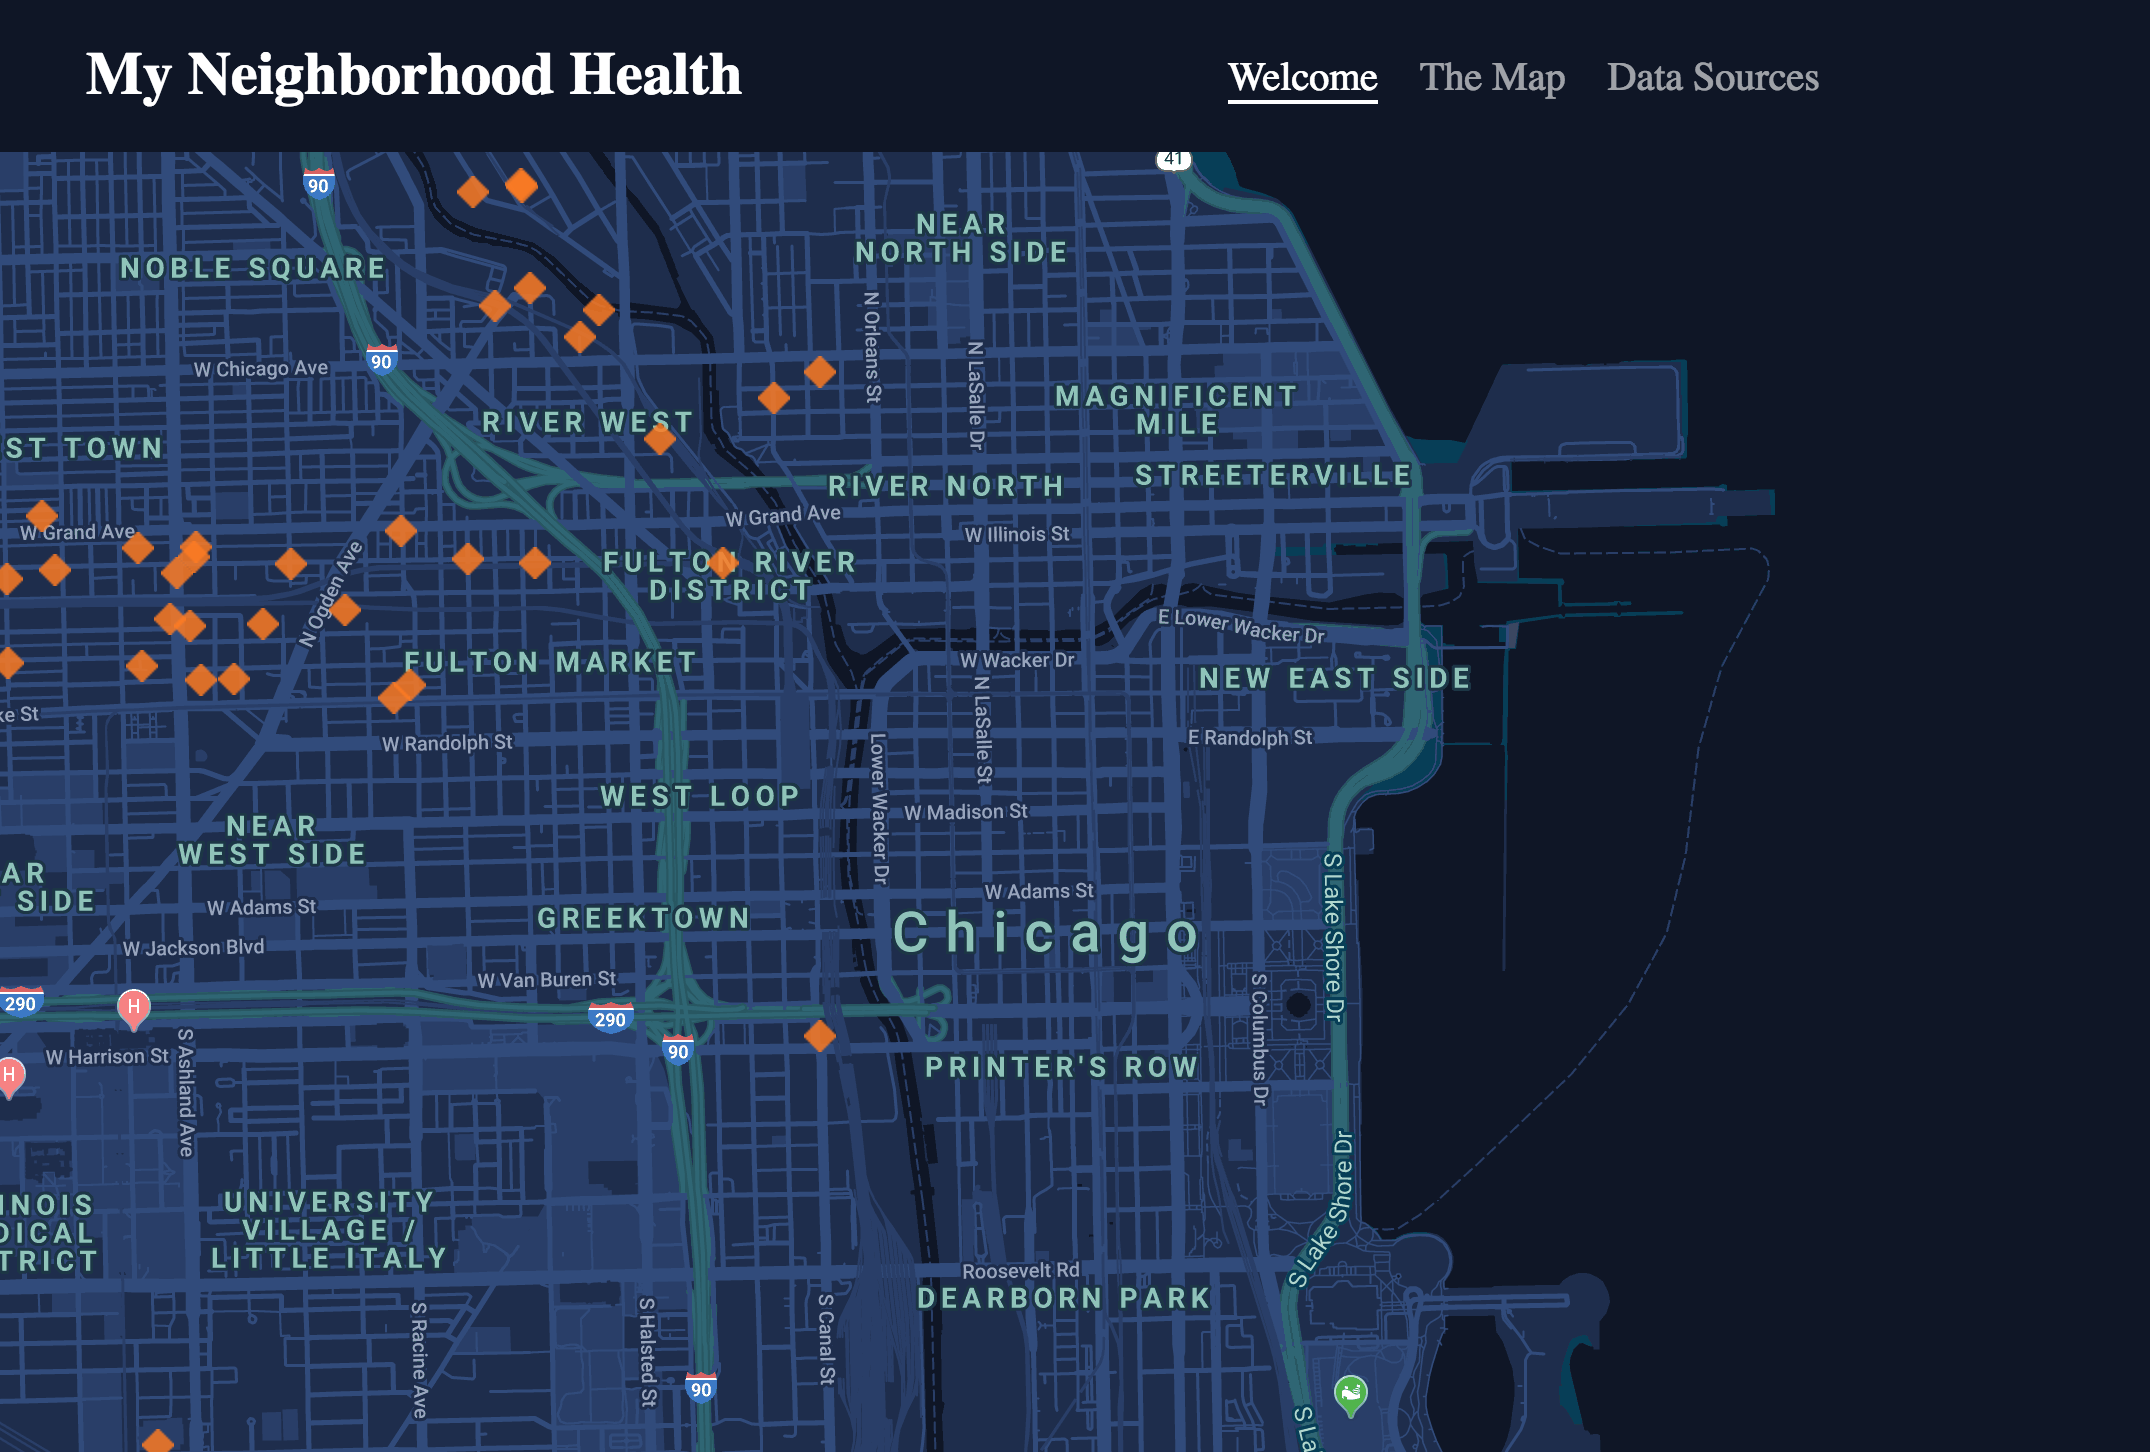 My Neighborhood Health
Welcome
The Map
Data Sources
41
90
NEAR
NORTH SIDE
NOBLE SQUARE
N Orleans St
N LaSalle Dr
90
W Chicago Ave
MAGNIFICENT
MILE
RIVER WEST
ST TOWN
STREETERVILLE
RIVER NORTH
W Grand Ave
W Grand Ave
W Illinois St
N Ogden Ave
FULTON RIVER
DISTRICT
E Lower Wacker Dr
FULTON MARKET
W Wacker Dr
NEW EAST SIDE
N LaSalle St
ke St
W Randolph St
E Randolph St
Lower Wacker Dr
WEST LOOP
W Madison St
NEAR
WEST SIDE
AR
SIDE
W Adams St
W Adams St
S Lake Shore Dr
GREEKTOWN
Chicago
W Jackson Blvd
W Van Buren St
S Columbus Dr
290
H
290
90
W Harrison St
S Ashland Ave
H
PRINTER'S ROW
S Lake Shore Dr
INOIS
DICAL
TRICT
UNIVERSITY
VILLAGE /
LITTLE ITALY
Roosevelt Rd
DEARBORN PARK
S Racine Ave
S Halsted St
S Canal St
90
S La